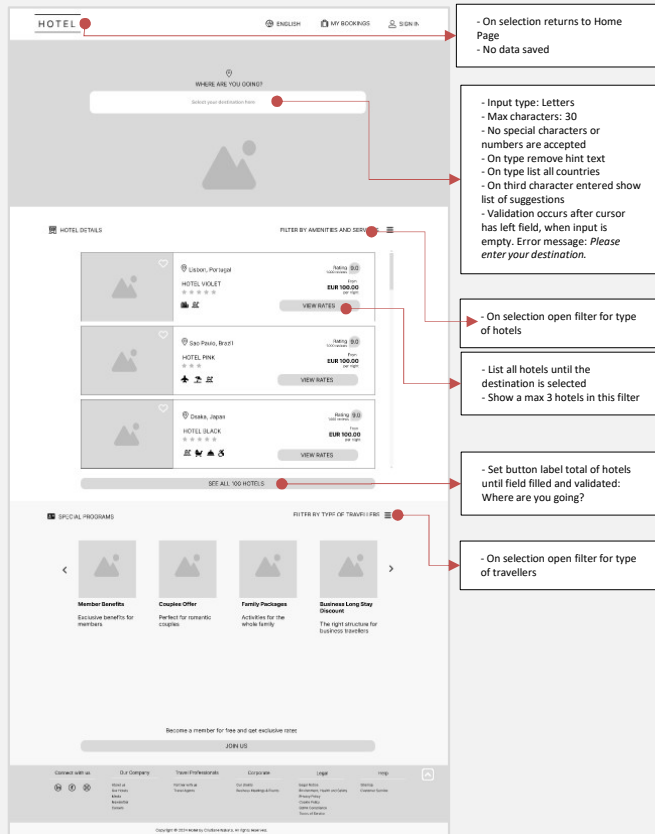 HOTEL
ENGLISH
MY BOOKINGS
SIGN IN
- On selection returns to Home
Page
- No data saved
WHERE ARE YOU GOING?
Select your destination here
- Input type: Letters
- Max characters: 30
- No special characters or
numbers are accepted
- On type remove hint text
- On type list all countries
- On third character entered show
list of suggestions
- Validation occurs after cursor
has left field, when input is
empty. Error message: Please
enter your destination.
HOTEL DETAILS
FILTER BY AMENITIES AND
Lisbon, Portugal
HOTEL VIOLET
Rating 9.0
From
EUR 100.00
per night
VIEW RATES
- On selection open filter for type
of hotels
Sao Paulo, Brazil
HOTEL PINK
Rating 9.0
From
EUR 100.00
per night
VIEW RATES
- List all hotels until the
destination is selected
- Show a max 3 hotels in this filter
Osaka, Japan
HOTEL BLACK
Rating 9.0
From
EUR 100.00
per night
VIEW RATES
SEE ALL 100 HOTELS
- Set button label total of hotels
until field filled and validated:
Where are you going?
SPECIAL PROGRAMS
FILTER BY TYPE OF TRAVELLERS
- On selection open filter for type
of travellers
Member Benefits
Exclusive benefits for
members
Couples Offer
Perfect for romantic
couples
Family Packages
Activities for the
whole family
Business Long Stay
Discount
The right structure for
business travellers
Become a member for free and get exclusive rates
JOIN US
Connect with us
Our Company
Travel Professionals
Corporate
Legal
Help